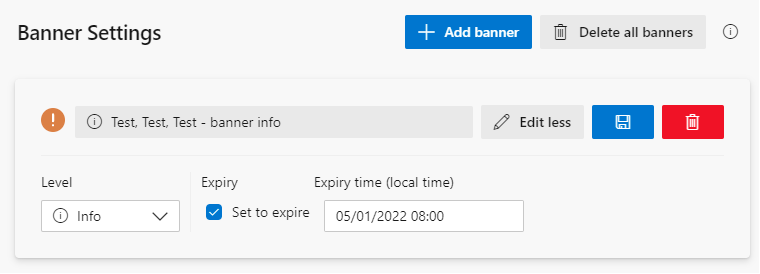 Banner Settings
Add banner
Delete all banners
Test, Test, Test - banner info
Edit less
Level
Expiry
Expiry time (local time)
Info
Set to expire
05/01/2022 08:00